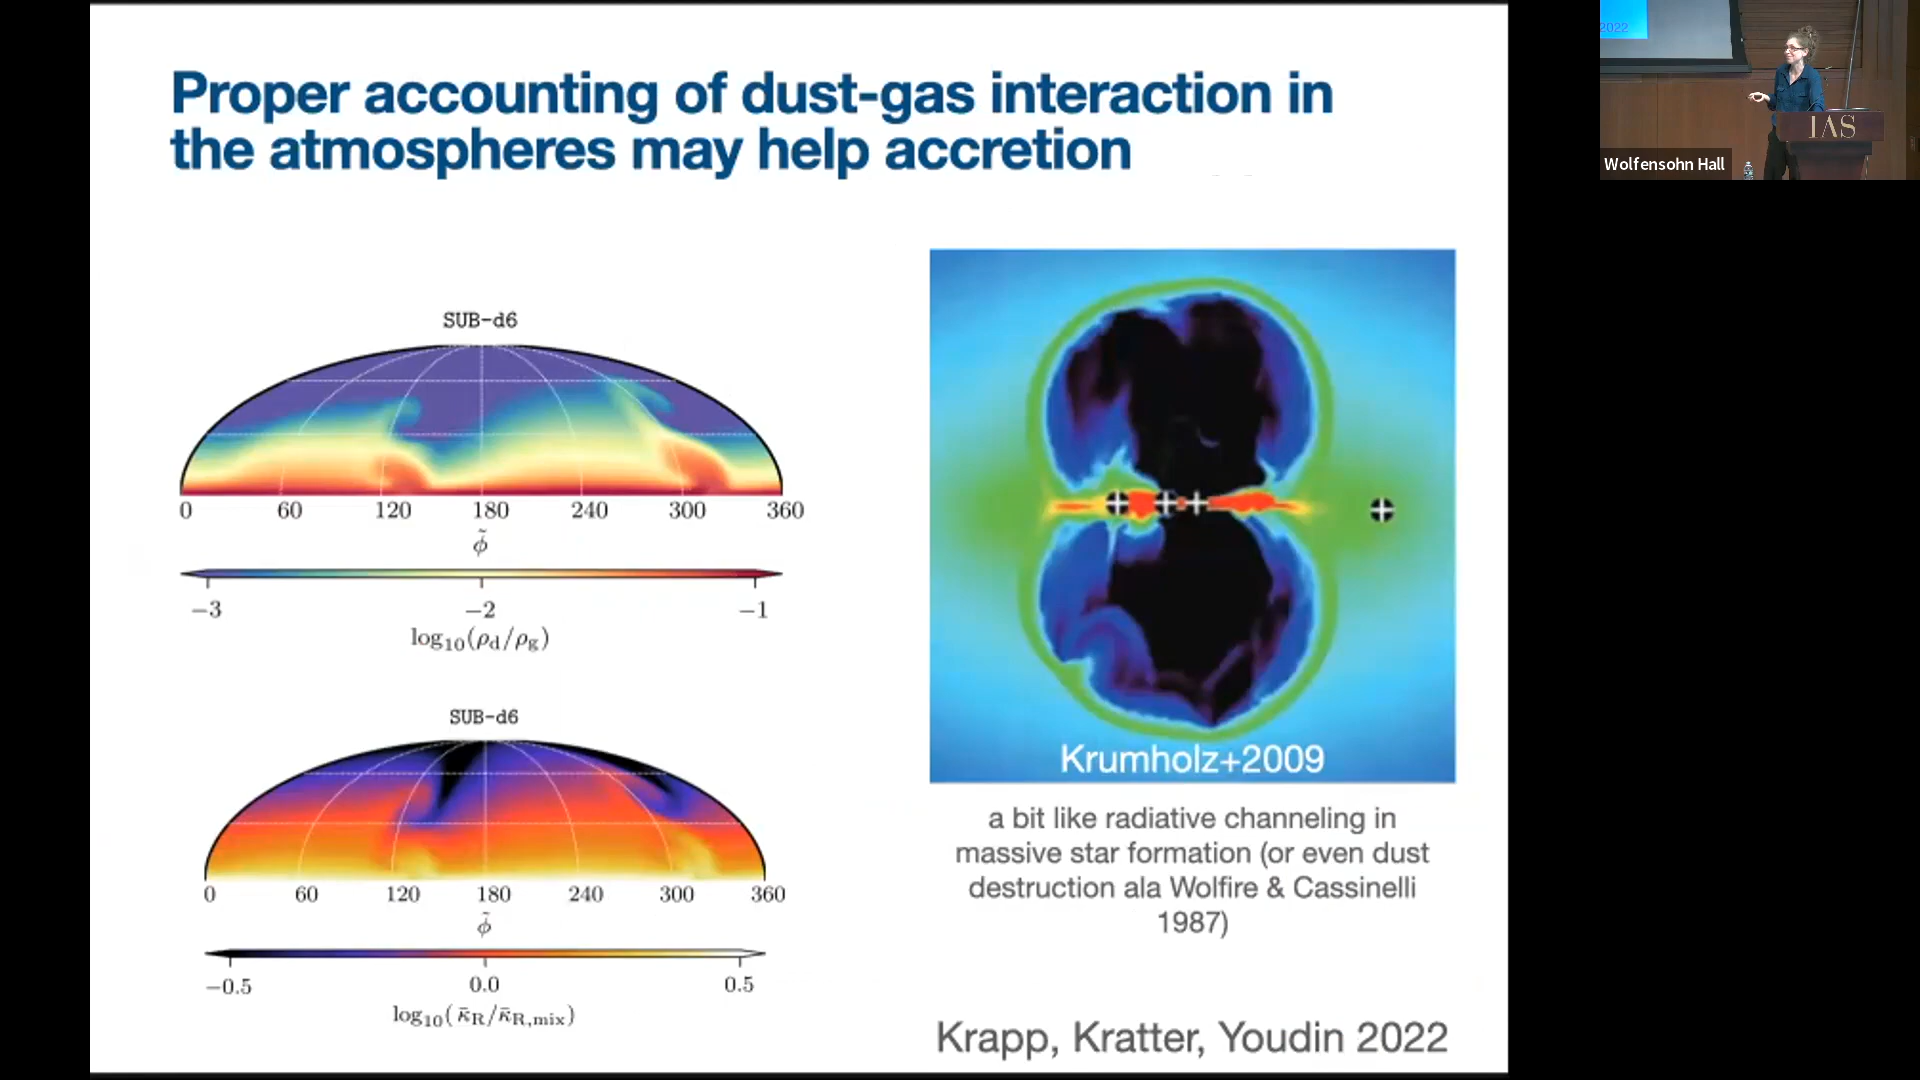 Proper accounting of dust-gas interaction in
the atmospheres may help accretion
SUB-d6
0 60 120 180 240 300 360
ϕ̃
−3 −2 −1
log₁₀(ρd/ρg)
SUB-d6
0 60 120 180 240 300 360
ϕ̃
−0.5 0.0 0.5
log₁₀(κ̄R/κ̄R,mix)
Krumholz+2009
a bit like radiative channeling in
massive star formation (or even dust
destruction ala Wolfire & Cassinelli
1987)
Krapp, Kratter, Youdin 2022
2022
IAS
Wolfensohn Hall